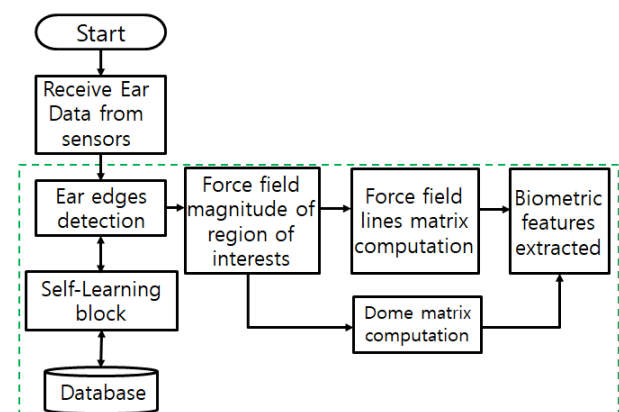 Start
Receive Ear
Data from
sensors
Ear edges
detection
Force field
magnitude of
region of
interests
Force field
lines matrix
computation
Biometric
features
extracted
Self-Learning
block
Dome matrix
computation
Database